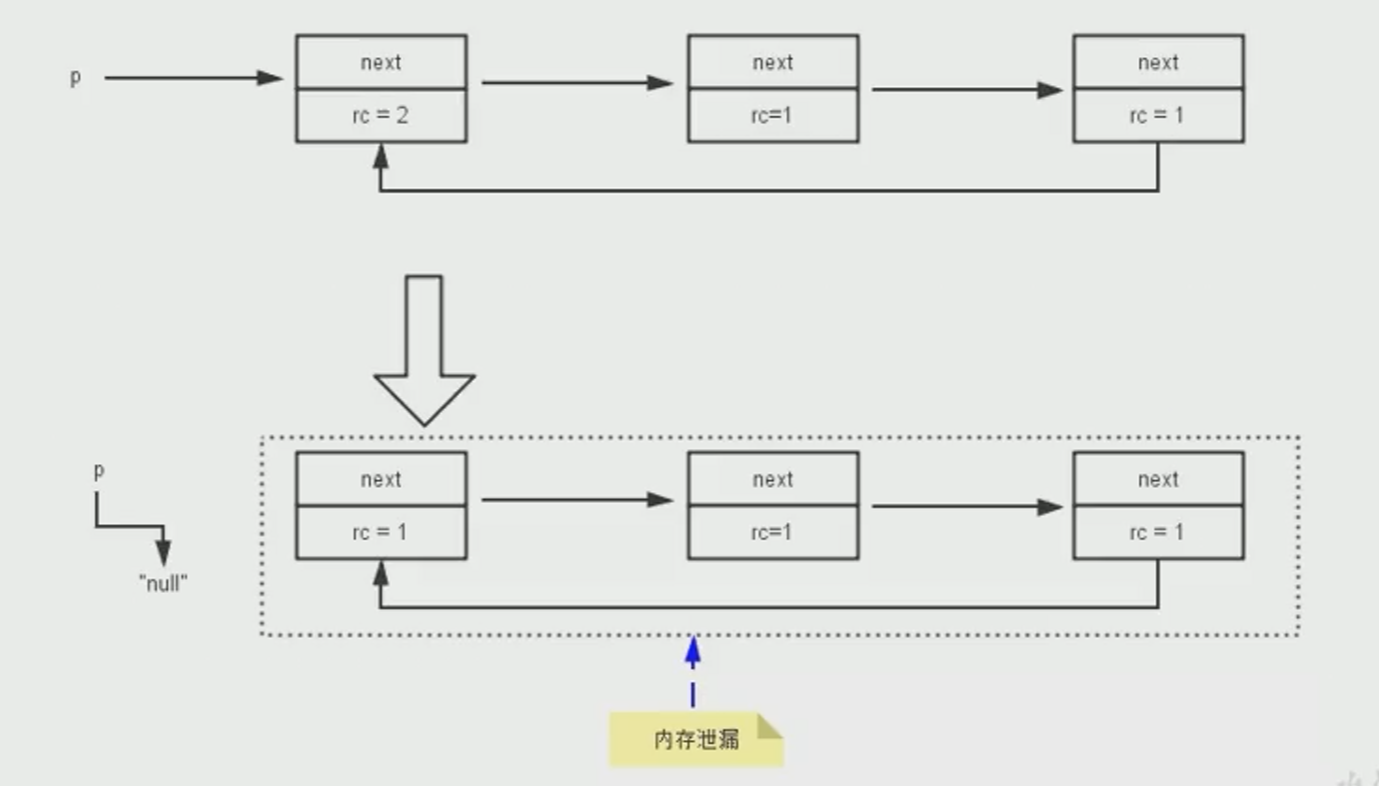 p
next
next
next
rc = 2
rc=1
rc = 1
p
next
next
next
rc = 1
rc=1
rc = 1
"null"
内存泄漏